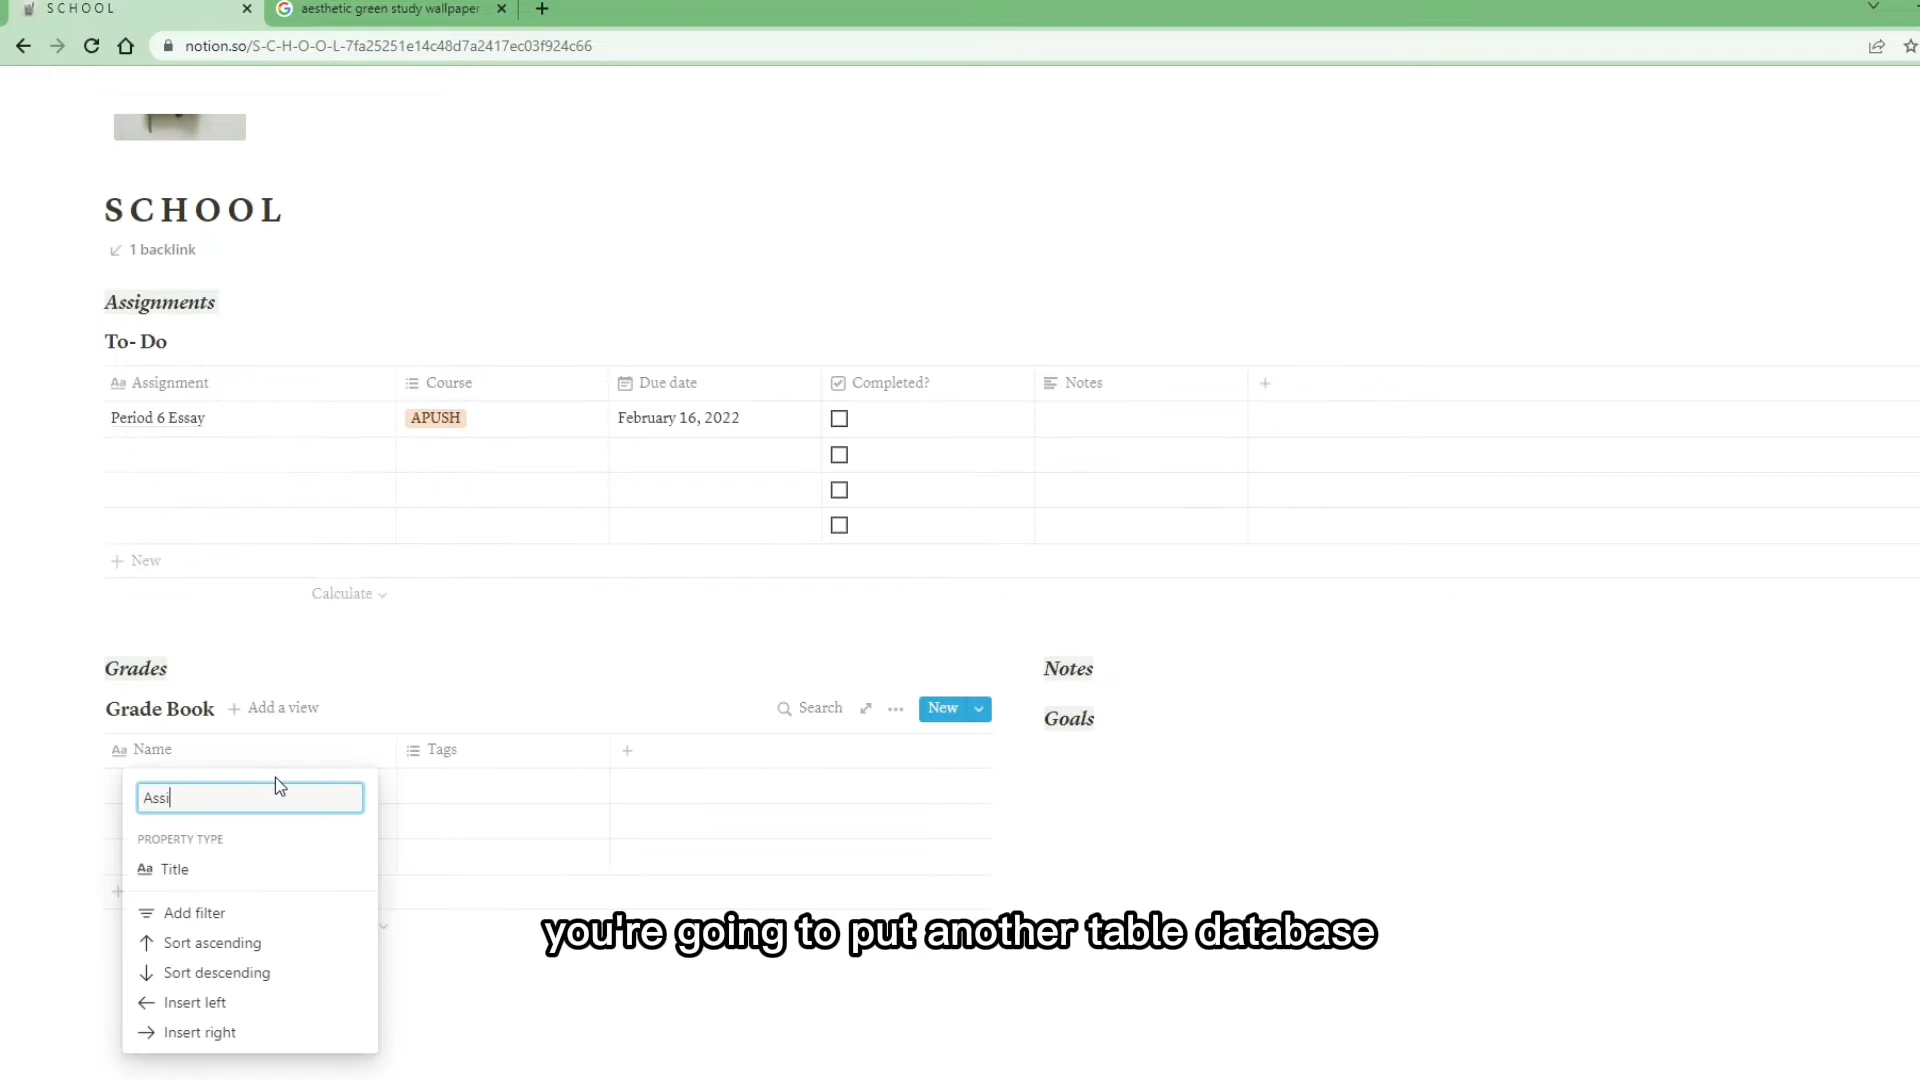 S C H O O L
aesthetic green study wallpaper
notion.so/S-C-H-O-O-L-7fa25251e14c48d7a2417ec03f924c66
S C H O O L
1 backlink
Assignments
To- Do
Aa Assignment Course Due date Completed? Notes
Period 6 Essay APUSH February 16, 2022
+ New
Calculate
Grades
Notes
Grade Book + Add a view Search ... New
Goals
Aa Name Tags +
Assi
PROPERTY TYPE
Aa Title
Add filter
Sort ascending
Sort descending
Insert left
Insert right
you're going to put another table database